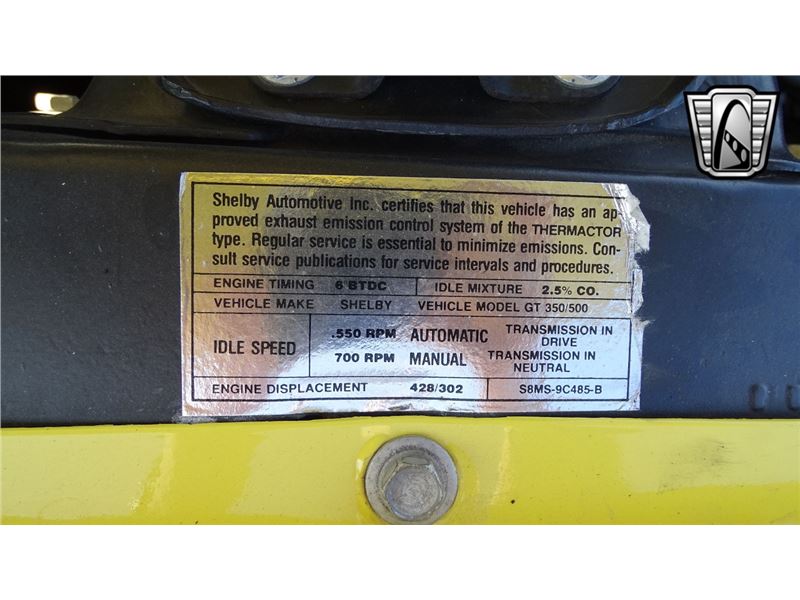 Shelby Automotive Inc. certifies that this vehicle has an ap
proved exhaust emission control system of the THERMACTOR
type. Regular service is essential to minimize emissions. Con-
sult service publications for service intervals and procedures.
ENGINE TIMING 6 BTDC IDLE MIXTURE 2.5% CO.
VEHICLE MAKE SHELBY VEHICLE MODEL GT 350/500
IDLE SPEED
.550 RPM AUTOMATIC TRANSMISSION IN DRIVE
700 RPM MANUAL TRANSMISSION IN NEUTRAL
ENGINE DISPLACEMENT 428/302 S8MS-9C485-B